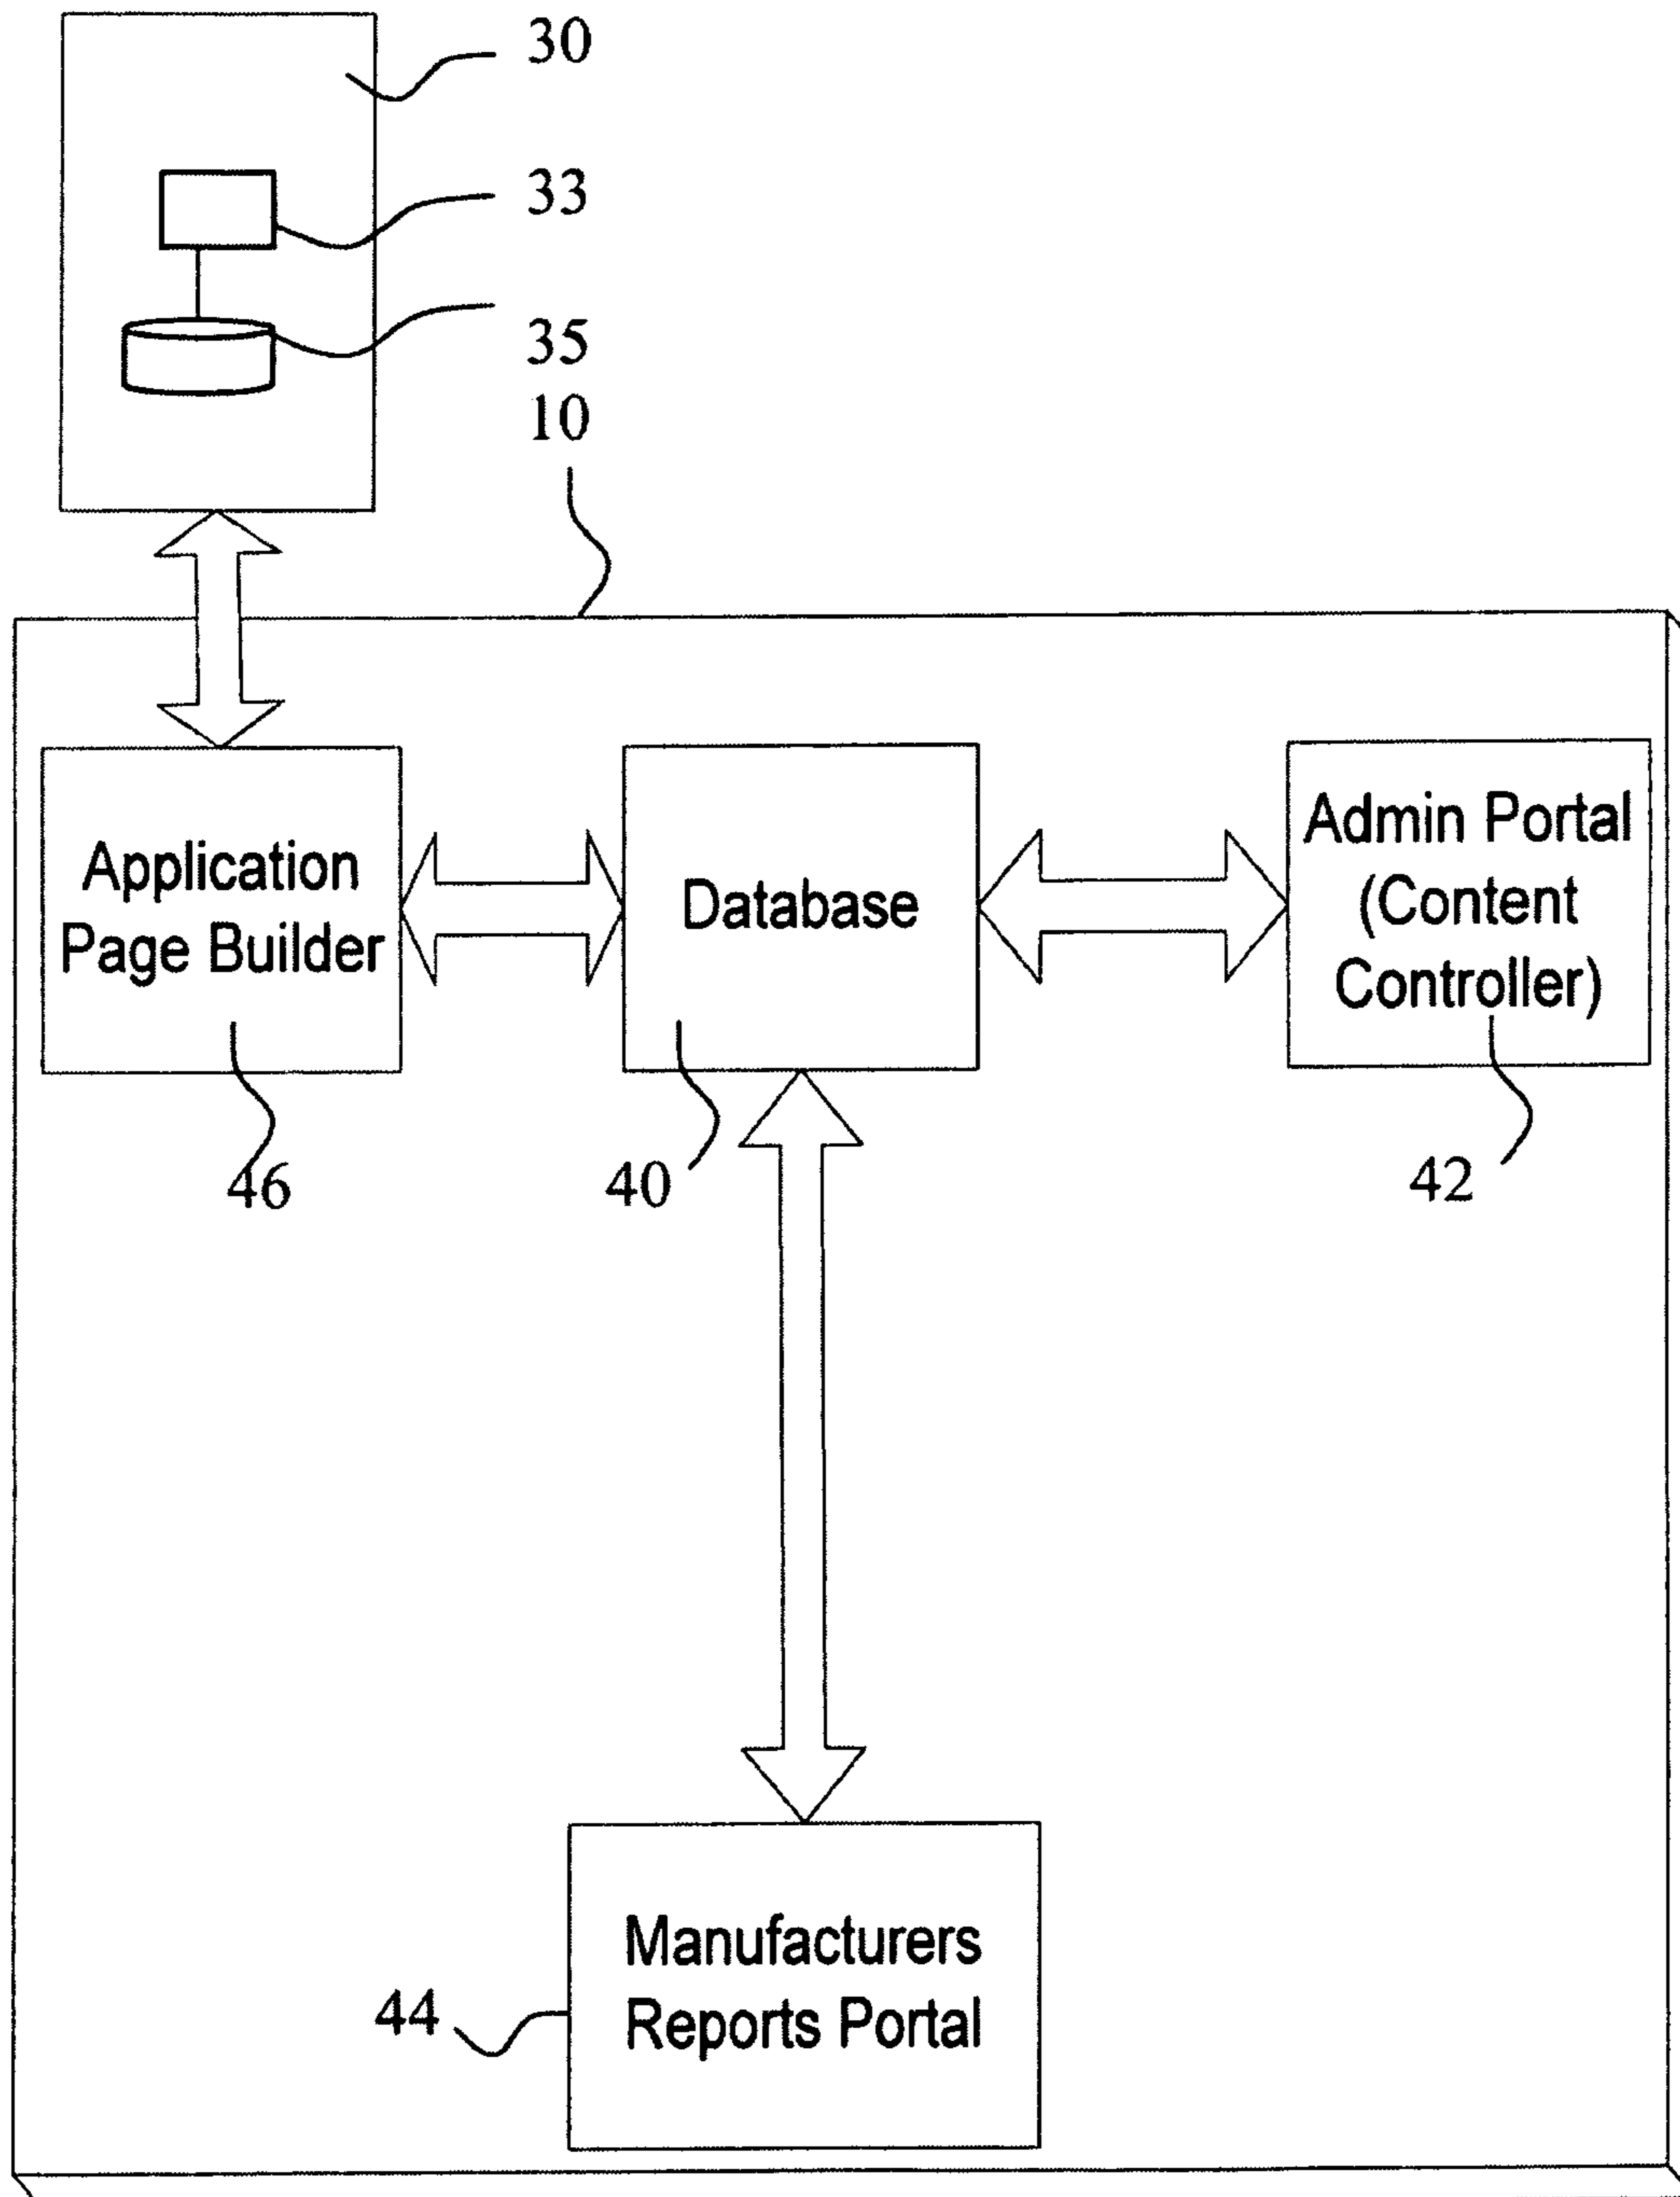 30
33
35
10
Application
Page Builder
Database
Admin Portal
(Content
Controller)
46
40
42
Manufacturers
Reports Portal
44